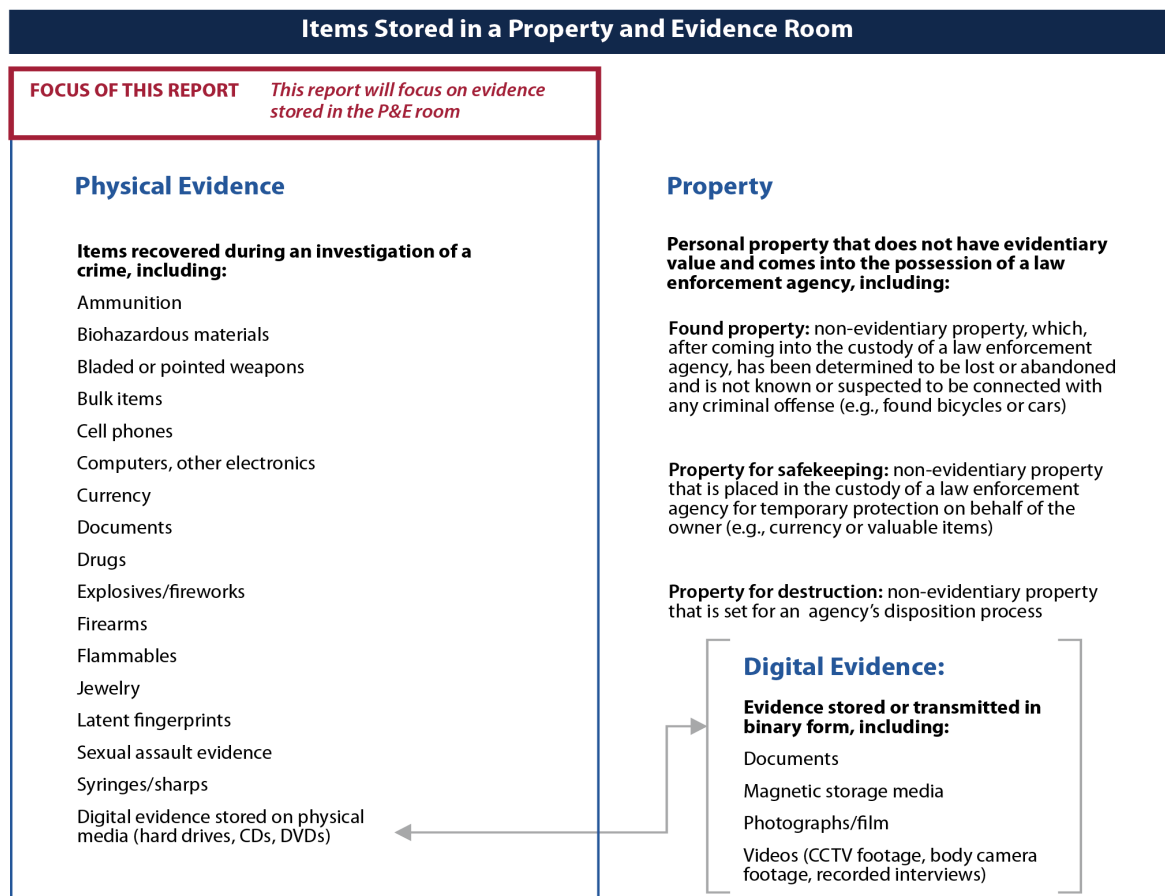 Items Stored in a Property and Evidence Room
FOCUS OF THIS REPORT
This report will focus on evidence
stored in the P&E room
Physical Evidence
Items recovered during an investigation of a
crime, including:
Ammunition
Biohazardous materials
Bladed or pointed weapons
Bulk items
Cell phones
Computers, other electronics
Currency
Documents
Drugs
Explosives/fireworks
Firearms
Flammables
Jewelry
Latent fingerprints
Sexual assault evidence
Syringes/sharps
Digital evidence stored on physical
media (hard drives, CDs, DVDs)
Property
Personal property that does not have evidentiary
value and comes into the possession of a law
enforcement agency, including:
Found property: non-evidentiary property, which,
after coming into the custody of a law enforcement
agency, has been determined to be lost or abandoned
and is not known or suspected to be connected with
any criminal offense (e.g., found bicycles or cars)
Property for safekeeping: non-evidentiary property
that is placed in the custody of a law enforcement
agency for temporary protection on behalf of the
owner (e.g., currency or valuable items)
Property for destruction: non-evidentiary property
that is set for an agency's disposition process
Digital Evidence:
Evidence stored or transmitted in
binary form, including:
Documents
Magnetic storage media
Photographs/film
Videos (CCTV footage, body camera
footage, recorded interviews)